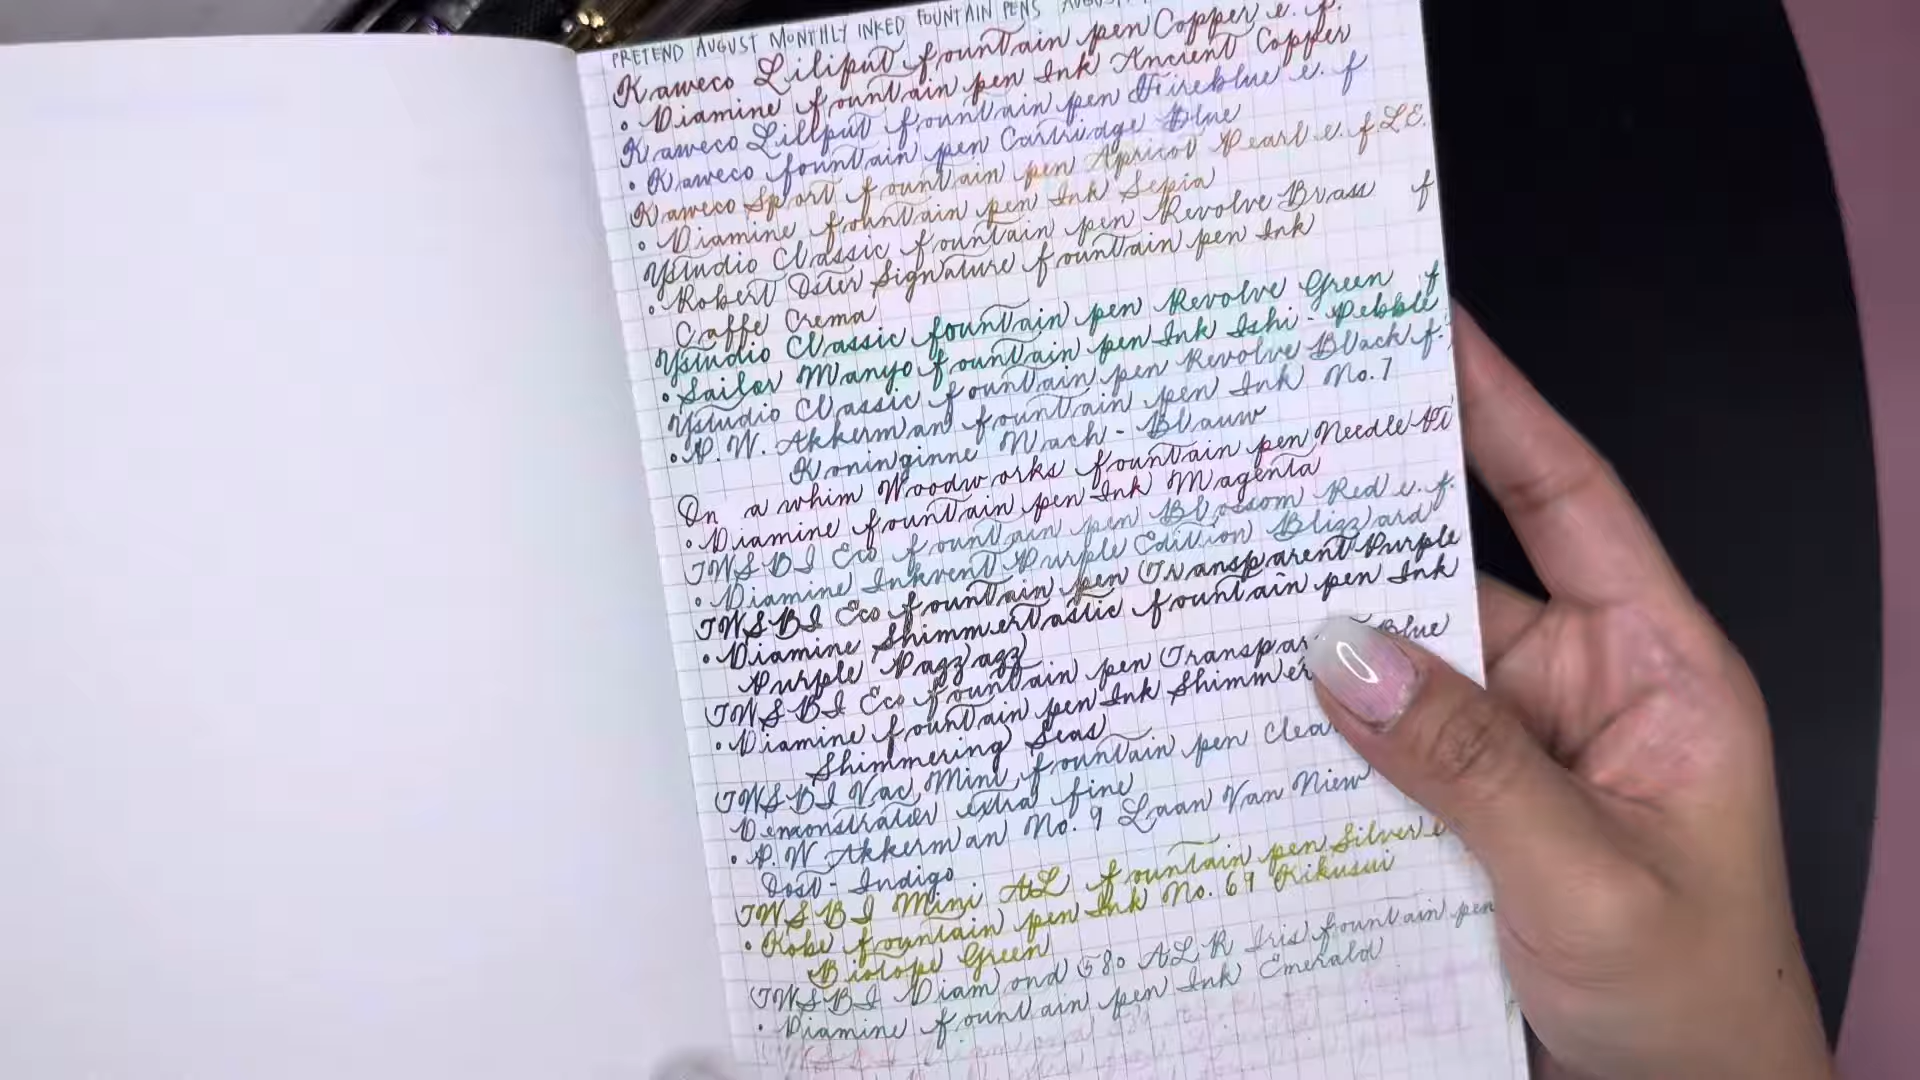 PRETEND AUGUST MONTHLY INKED FOUNTAIN PENS
Kaweco Liliput fountain pen Copper e.f.
• Diamine fountain pen Ink Ancient Copper
Kaweco Lilput fountain pen Fireblue e.f
• Kaweco fountain pen Cartridge Blue
Kaweco Sport fountain pen Apricot Pearl e.f LE.
• Diamine fountain pen Ink Sepia
Ystudio Classic fountain pen Revolve Brass f
• Robert Oster Signature fountain pen Ink
Caffe Crema
Ystudio Classic fountain pen Revolve Green f
• Sailor Manyo fountain pen Ink Ishi - Pebble
Ystudio Classic fountain pen Revolve Black f.
• P.W. Akkerman fountain pen Ink No.7
Koninginne Nach - Blauw
On a whim Woodworks fountain pen Needle
• Diamine fountain pen Ink Magenta
TWSBI Eco fountain pen Blossom Red e.f.
• Diamine Inkvent Purple Edition Blizzard
TWSBI Eco fountain pen Transparent Purple
• Diamine Shimmertastic fountain pen Ink
Purple Pazzazz
TWSBI Eco fountain pen Blue
• Diamine fountain pen Ink
Shimmering Seas
TWSBI Vac Mini fountain pen
Demonstrator extra fine
• P.W Akkerman No. 9 Laan Van Niew
Oost - Indigo
TWSBI Mini AL fountain pen Silver
• Kobe fountain pen Ink No. 69 Kikusui
Biotope Green
TWSBI Diamond 580 ALR Iris fountain pen
• Diamine fountain pen Ink Emerald